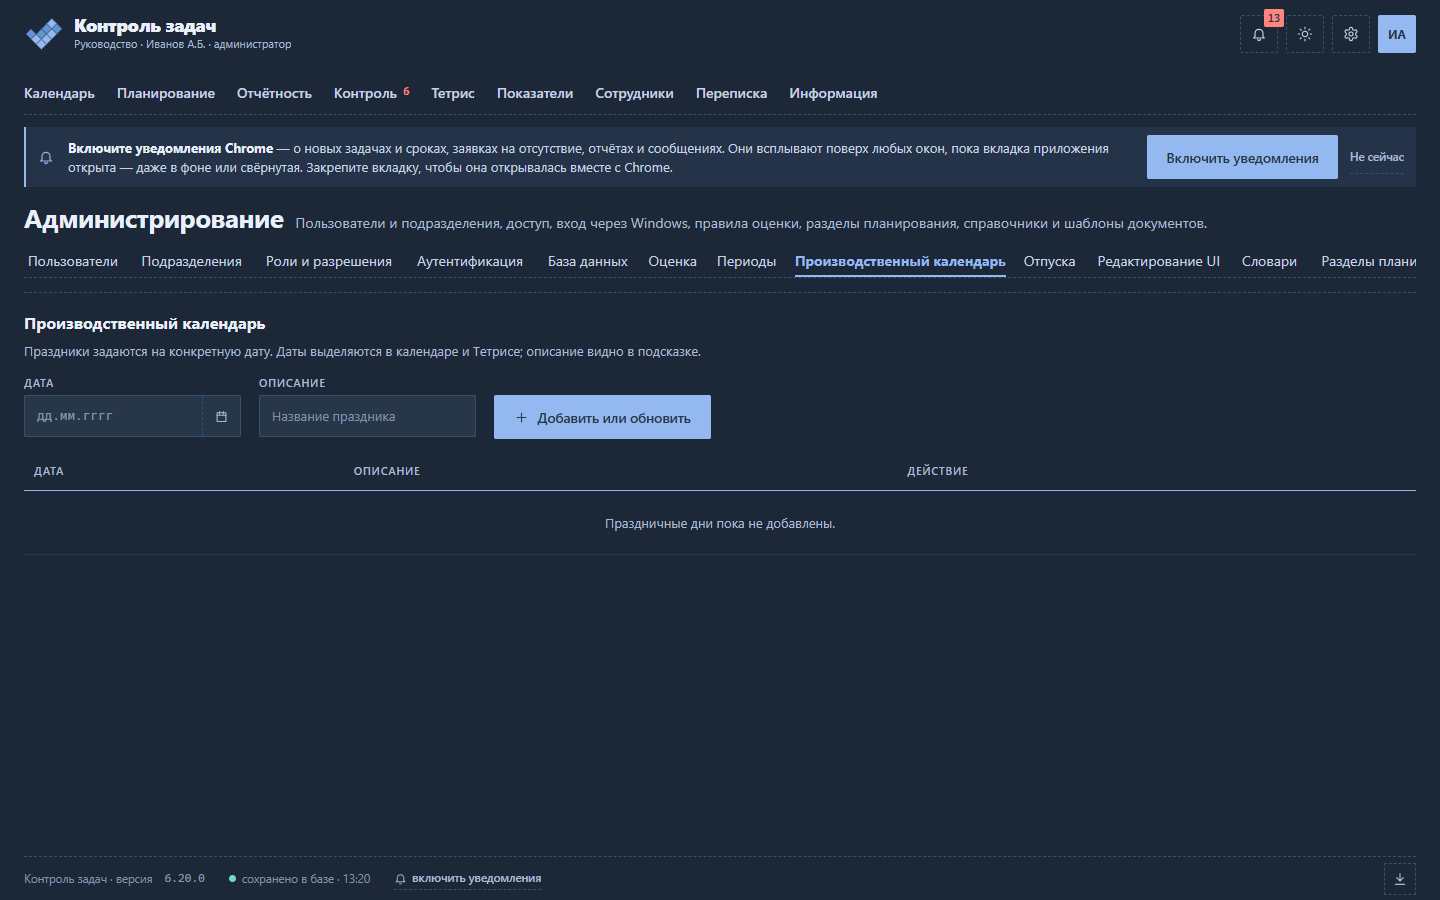 Контроль задач
Руководство · Иванов А.Б. · администратор
13
ИА
Календарь Планирование Отчётность Контроль 6 Тетрис Показатели Сотрудники Переписка Информация
Включите уведомления Chrome — о новых задачах и сроках, заявках на отсутствие, отчётах и сообщениях. Они всплывают поверх любых окон, пока вкладка приложения
открыта — даже в фоне или свёрнутая. Закрепите вкладку, чтобы она открывалась вместе с Chrome.
Включить уведомления
Не сейчас
Администрирование Пользователи и подразделения, доступ, вход через Windows, правила оценки, разделы планирования, справочники и шаблоны документов.
Пользователи Подразделения Роли и разрешения Аутентификация База данных Оценка Периоды Производственный календарь Отпуска Редактирование UI Словари Разделы плани
Производственный календарь
Праздники задаются на конкретную дату. Даты выделяются в календаре и Тетрисе; описание видно в подсказке.
ДАТА ОПИСАНИЕ
дд.мм.гггг Название праздника Добавить или обновить
ДАТА ОПИСАНИЕ ДЕЙСТВИЕ
Праздничные дни пока не добавлены.
Контроль задач · версия 6.20.0 сохранено в базе · 13:20 включить уведомления